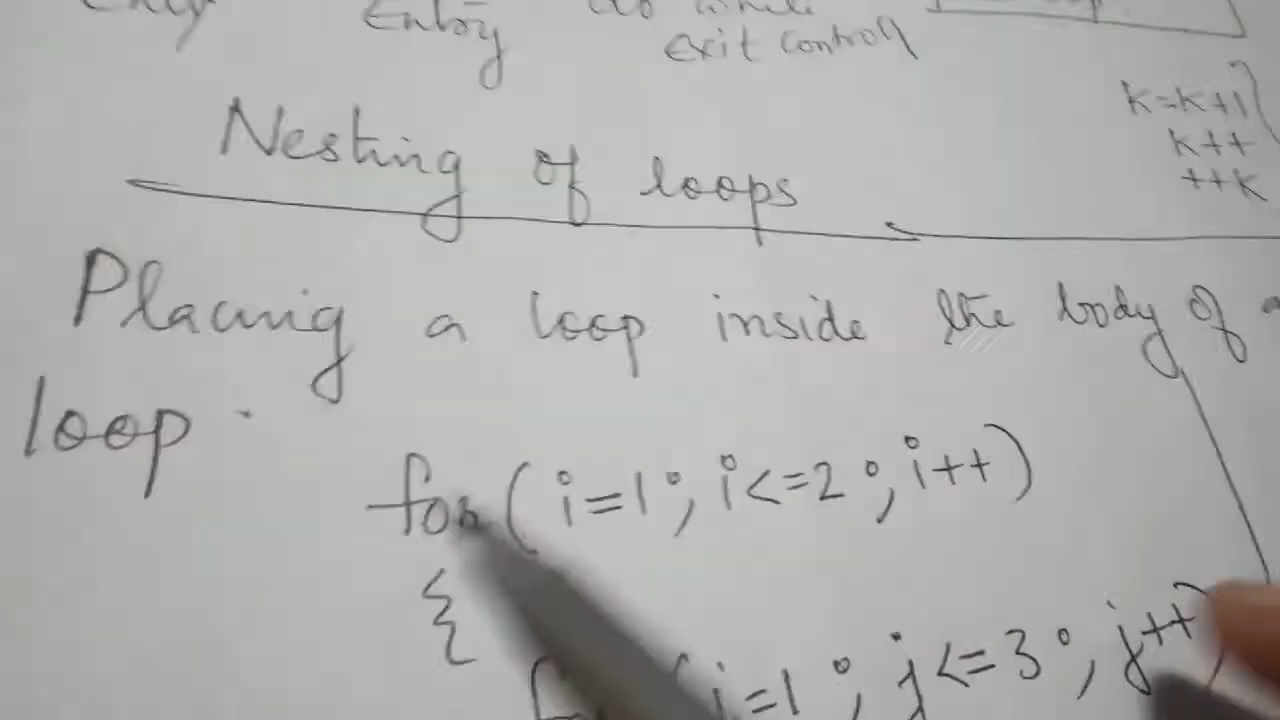 Entry exit control
k=k+1
k++
++k
Nesting of loops
Placing a loop inside the body of a
loop.
for(i=1; i<=2; i++)
{
j=1; j<=3; j++)